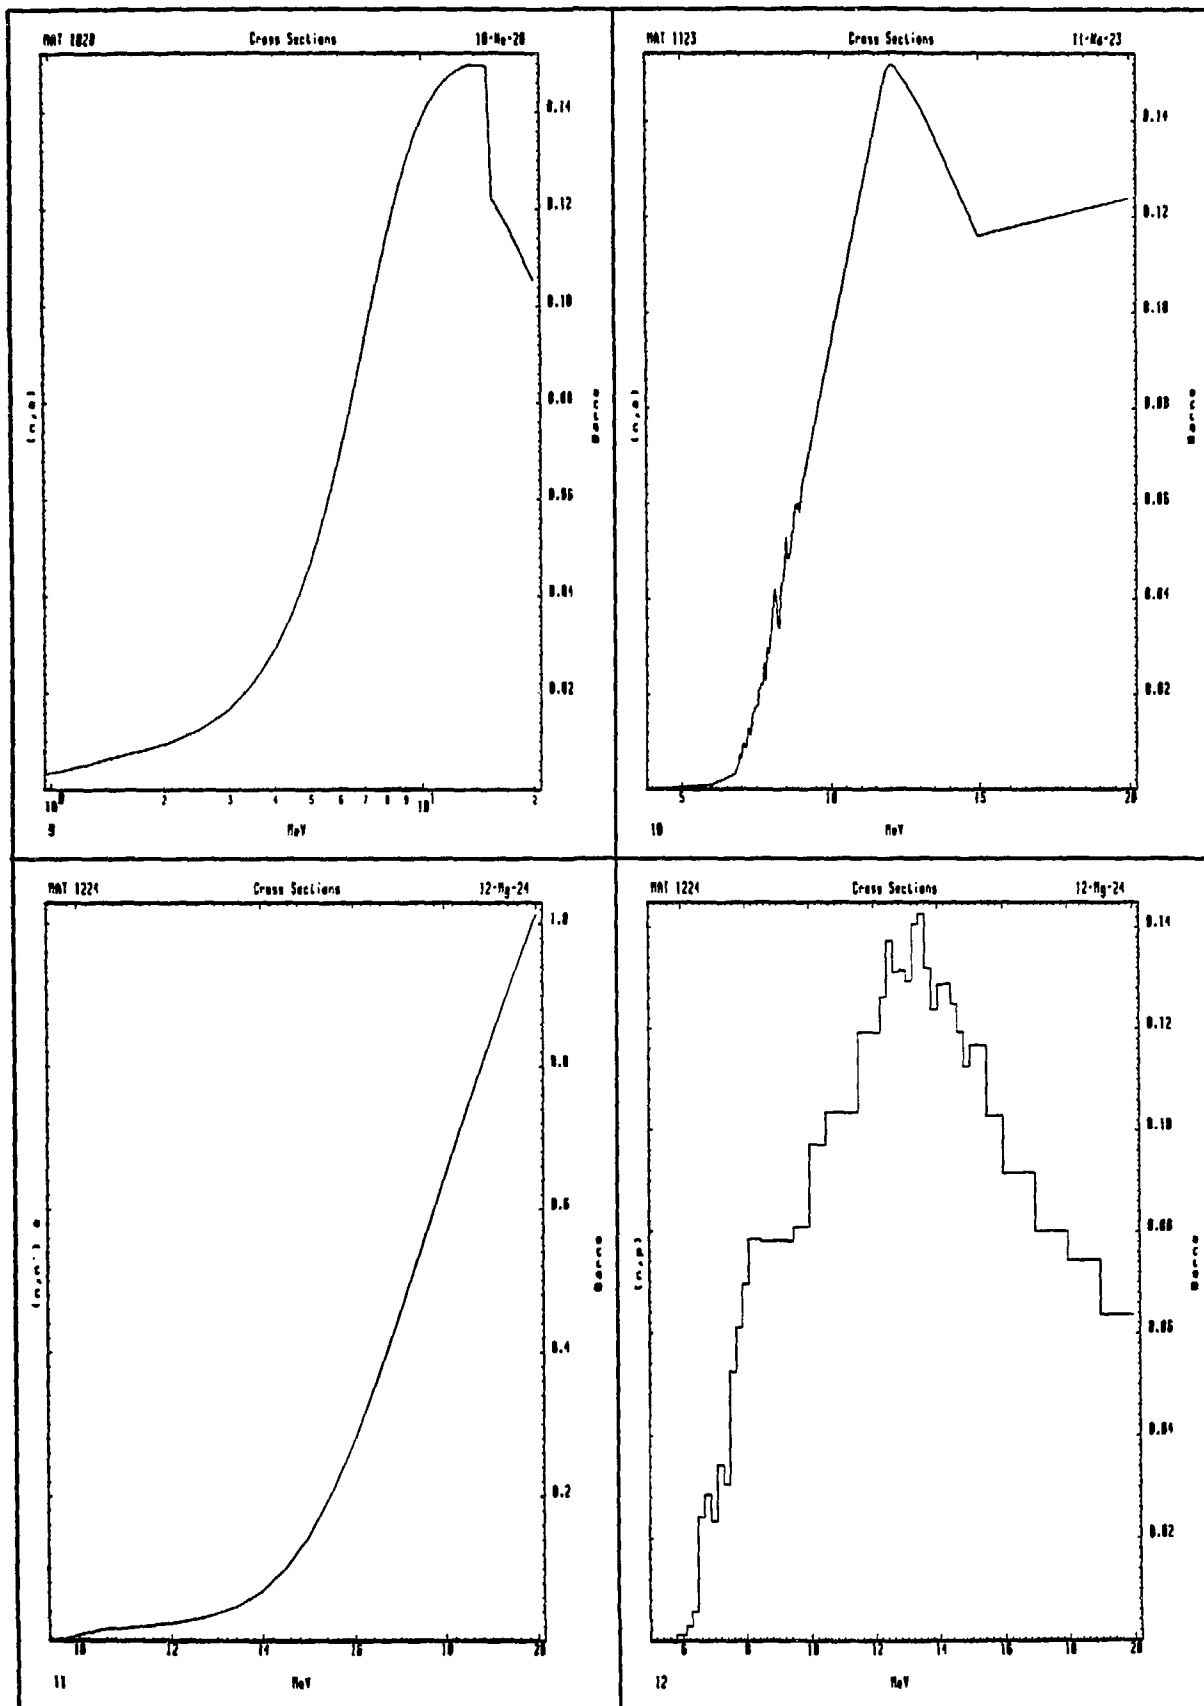 MAT 1020 Cross Sections 10-Ne-20
0.14
0.12
0.10
0.08
0.06
0.04
0.02
Barns
10⁰ 2 3 4 5 6 7 8 9 10¹ 2
9 MeV
MAT 1123 Cross Sections 11-Na-23
0.14
0.12
0.10
0.08
0.06
0.04
0.02
Barns
5 10 15 20
10 MeV
MAT 1224 Cross Sections 12-Mg-24
1.0
0.8
0.6
0.4
0.2
(n,n') a
Barns
10 12 14 16 18 20
11 MeV
MAT 1224 Cross Sections 12-Mg-24
0.14
0.12
0.10
0.08
0.06
0.04
0.02
(n,p)
Barns
6 8 10 12 14 16 18 20
12 MeV